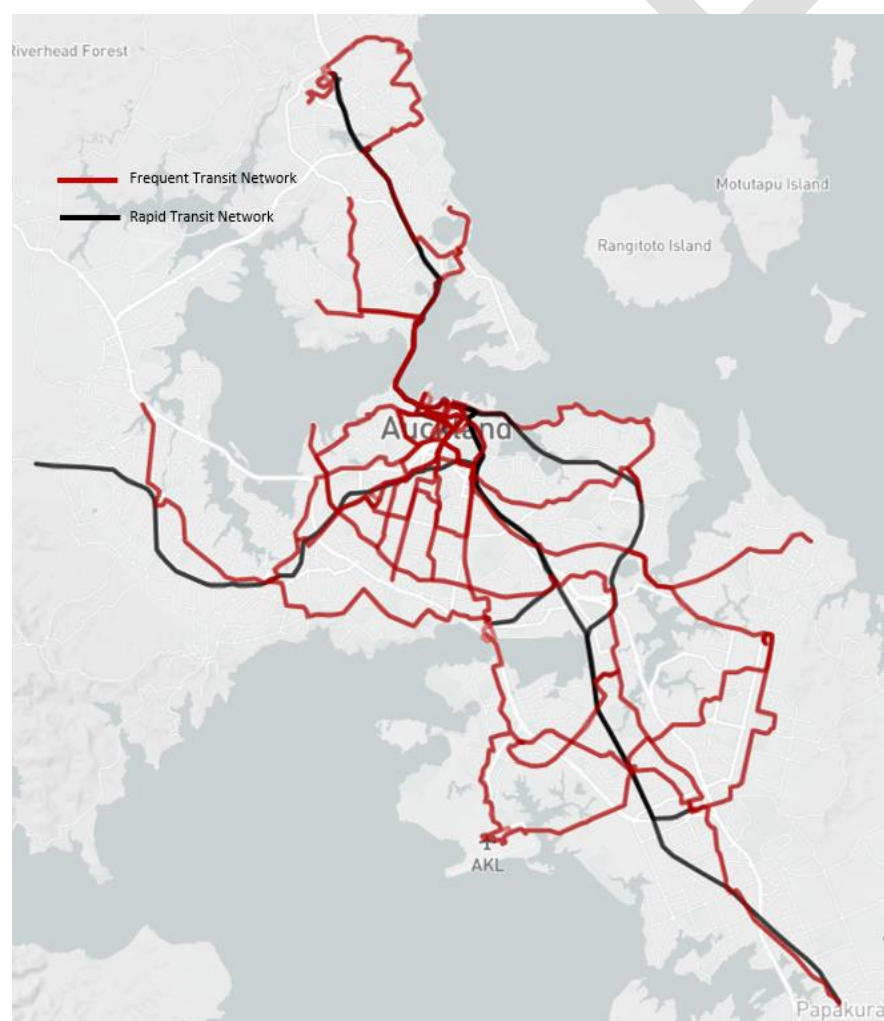 Riverhead Forest
Frequent Transit Network
Motutapu Island
Rapid Transit Network
Rangitoto Island
Auckland
AKL
Papakura